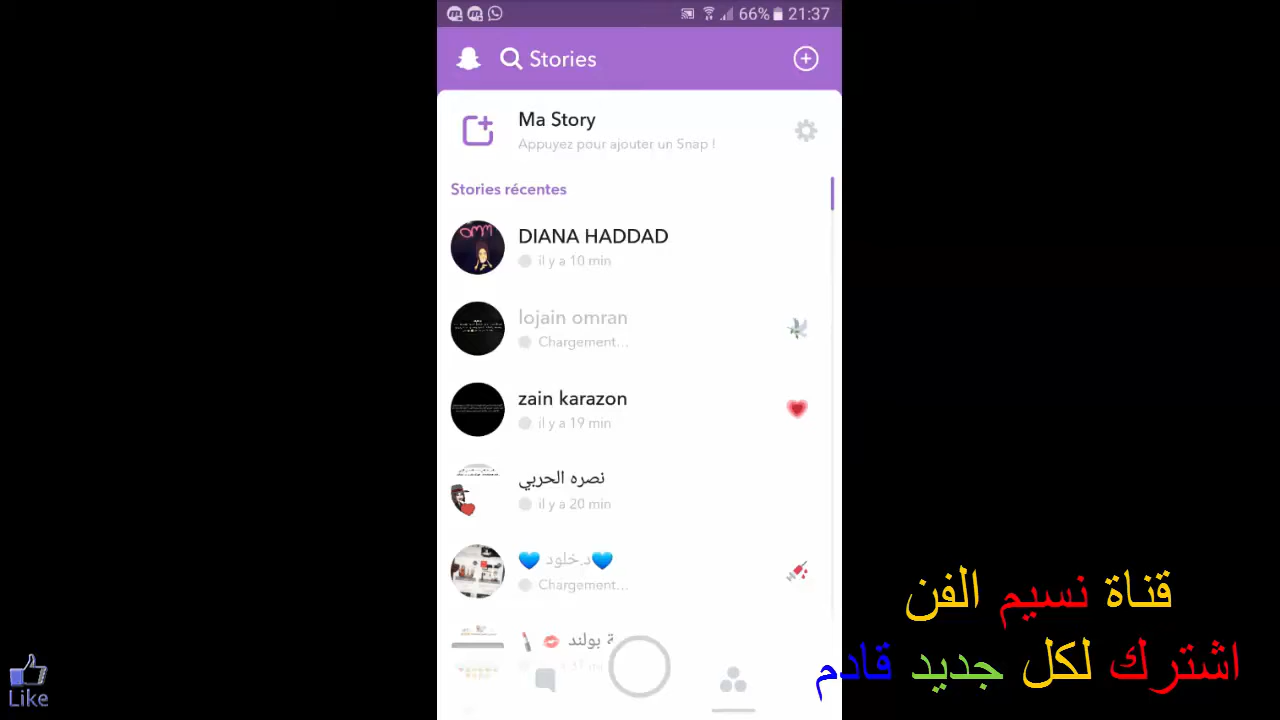 66% 21:37
Stories
Ma Story
Appuyez pour ajouter un Snap !
Stories récentes
DIANA HADDAD
il y a 10 min
lojain omran
Chargement...
zain karazon
il y a 19 min
نصره الحربي
il y a 20 min
💙د.خلود💙
Chargement...
ة بولند
قناة نسيم الفن
اشترك لكل جديد قادم
Like